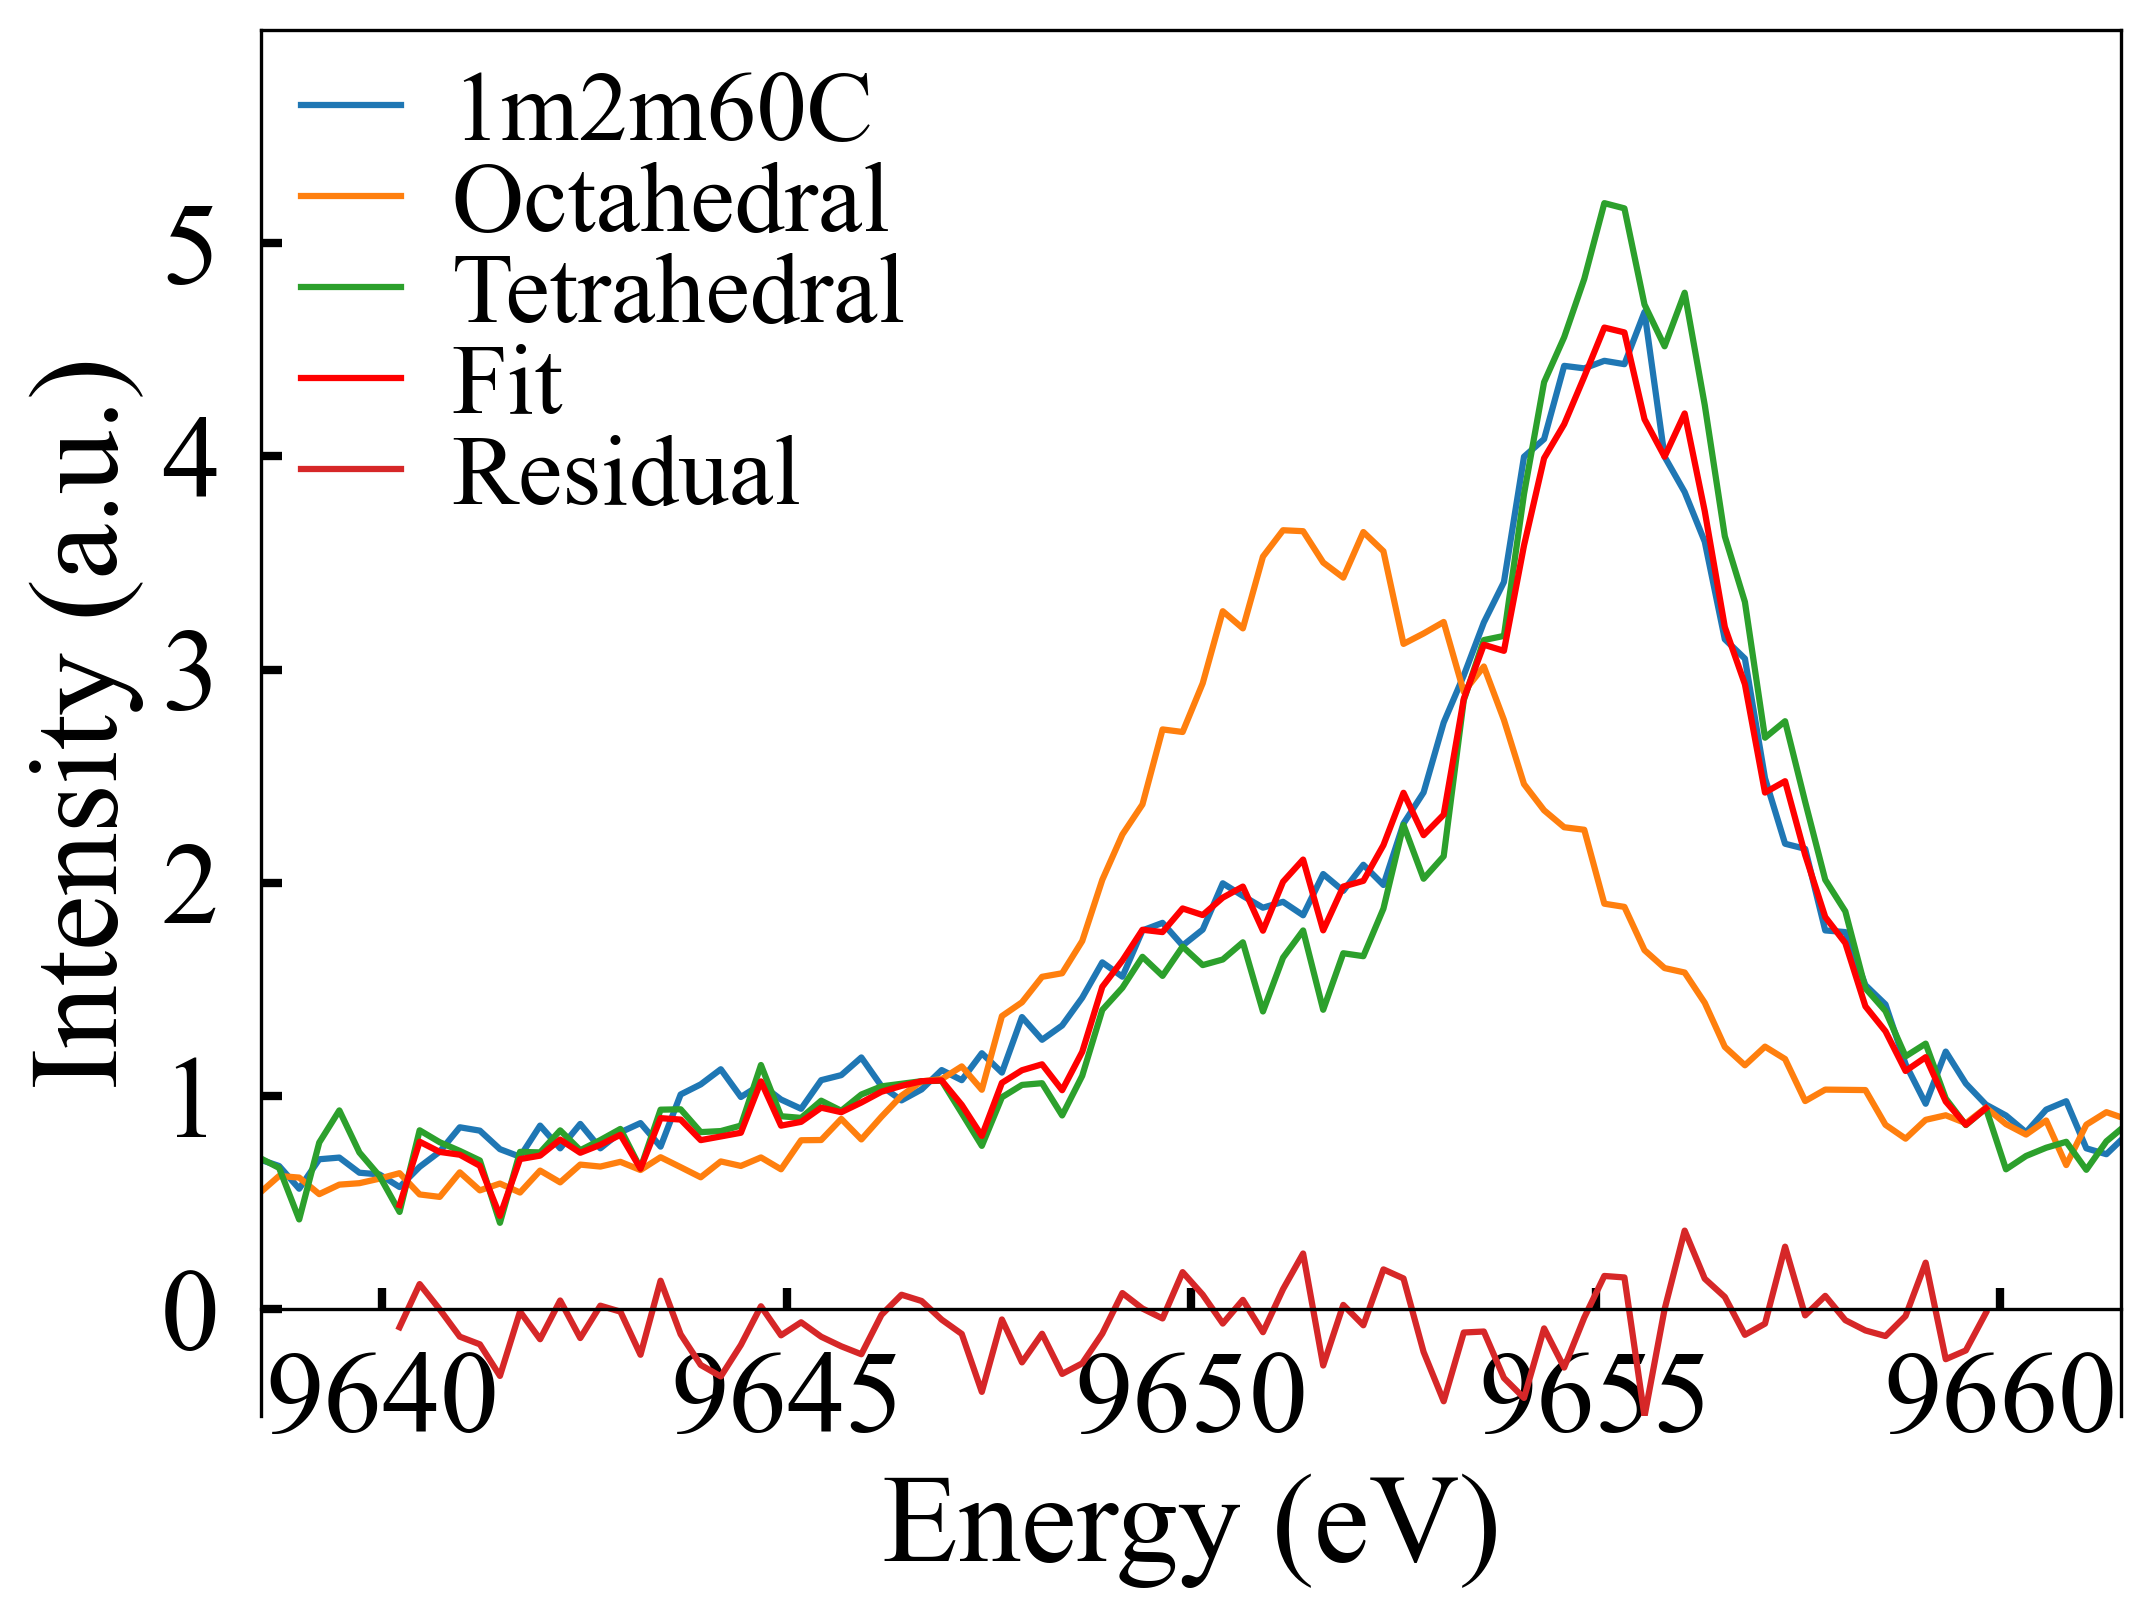 1m2m60C
Octahedral
Tetrahedral
Fit
Residual
5
4
3
2
1
0
Intensity (a.u.)
9640 9645 9650 9655 9660
Energy (eV)